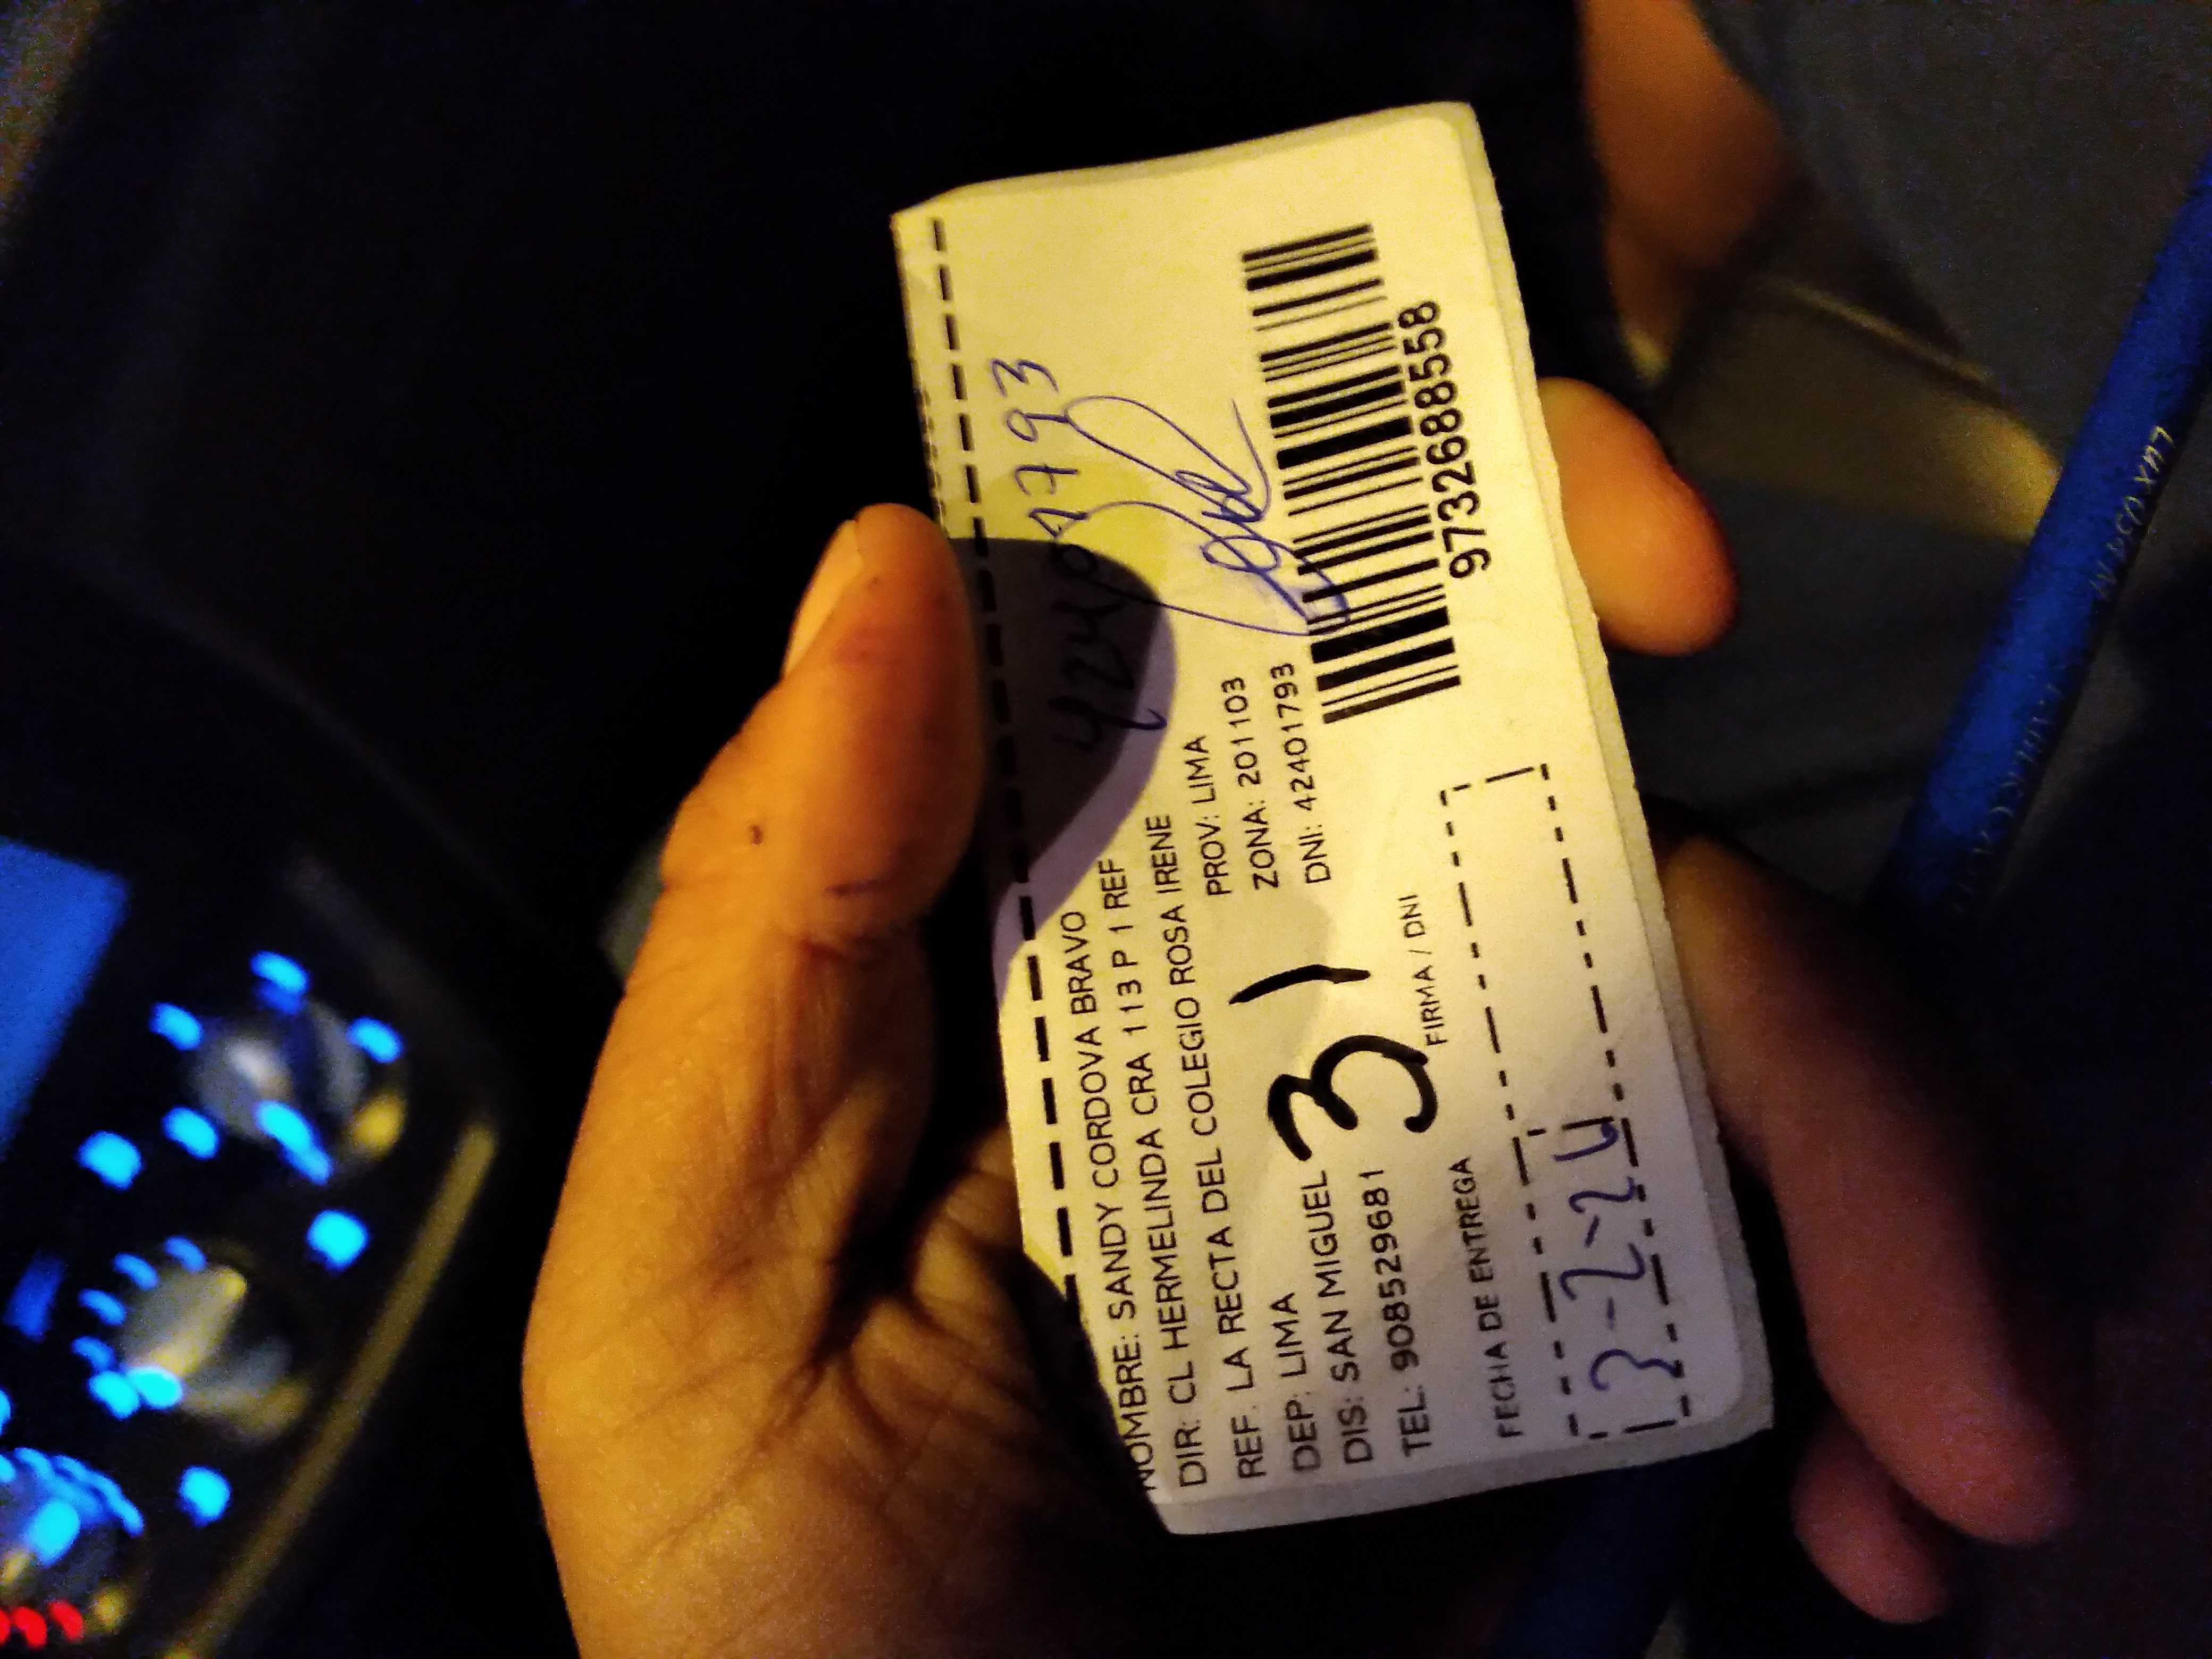 42401793
NOMBRE: SANDY CORDOVA BRAVO
DIR: CL HERMELINDA CRA 113 P 1 REF
REF: LA RECTA DEL COLEGIO ROSA IRENE
DEP: LIMA
PROV: LIMA
DIS: SAN MIGUEL
ZONA: 201103
TEL: 908529681
DNI: 42401793
31
9732688558
FECHA DE ENTREGA
FIRMA / DNI
3-2-24
LUX 034 M